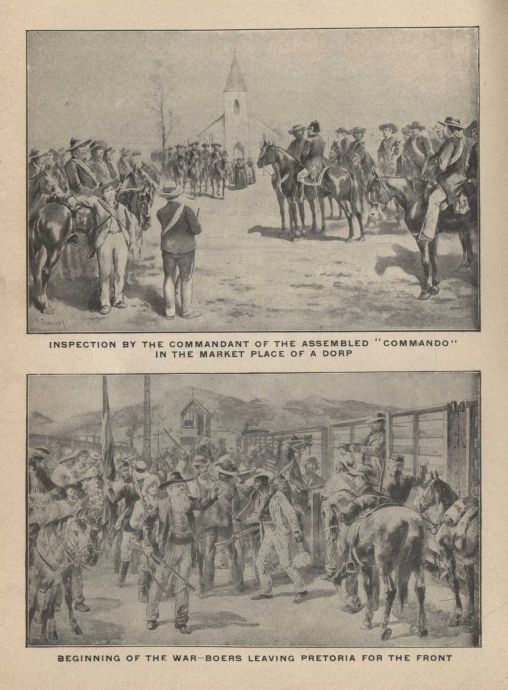 INSPECTION BY THE COMMANDANT OF THE ASSEMBLED "COMMANDO"
IN THE MARKET PLACE OF A DORP
BEGINNING OF THE WAR—BOERS LEAVING PRETORIA FOR THE FRONT